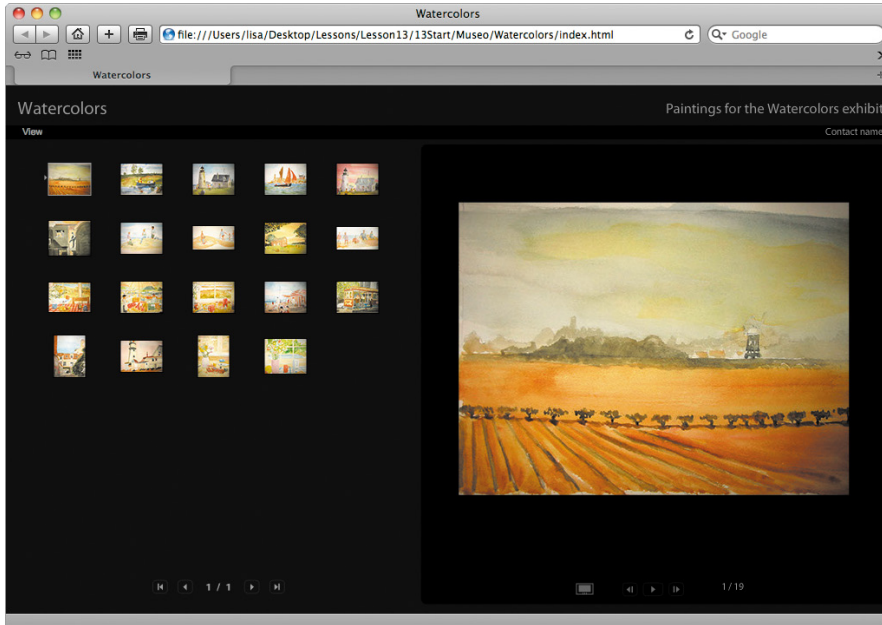 Watercolors
file:///Users/lisa/Desktop/Lessons/Lesson13/13Start/Museo/Watercolors/index.html
Google
Watercolors
Watercolors
Paintings for the Watercolors exhibit
View
Contact name
1 / 1
1 / 19